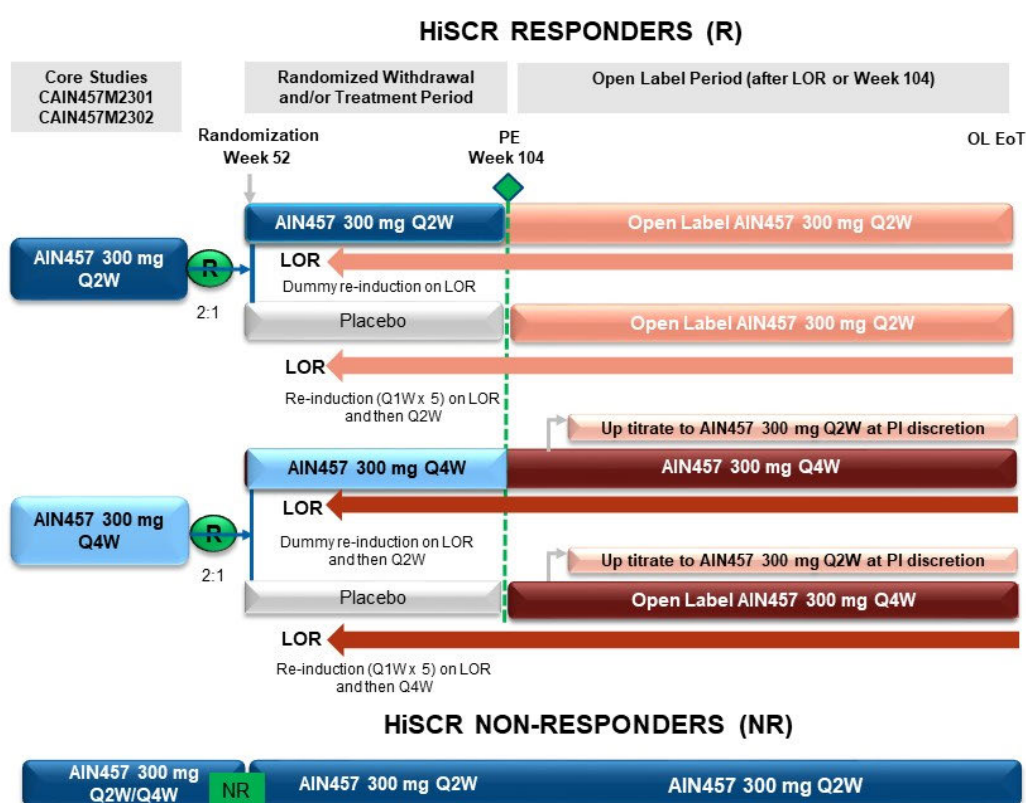 HiSCR RESPONDERS (R)
Core Studies
CAIN457M2301
CAIN457M2302
Randomized Withdrawal
and/or Treatment Period
Open Label Period (after LOR or Week 104)
Randomization
Week 52
PE
Week 104
OL EoT
AIN457 300 mg Q2W
Open Label AIN457 300 mg Q2W
AIN457 300 mg
Q2W
R
2:1
LOR
Dummy re-induction on LOR
Placebo
Open Label AIN457 300 mg Q2W
LOR
Re-induction (Q1W x 5) on LOR
and then Q2W
Up titrate to AIN457 300 mg Q2W at PI discretion
AIN457 300 mg Q4W
AIN457 300 mg Q4W
AIN457 300 mg
Q4W
R
2:1
LOR
Dummy re-induction on LOR
and then Q2W
Up titrate to AIN457 300 mg Q2W at PI discretion
Placebo
Open Label AIN457 300 mg Q4W
LOR
Re-induction (Q1W x 5) on LOR
and then Q4W
HiSCR NON-RESPONDERS (NR)
AIN457 300 mg
Q2W/Q4W
NR
AIN457 300 mg Q2W
AIN457 300 mg Q2W